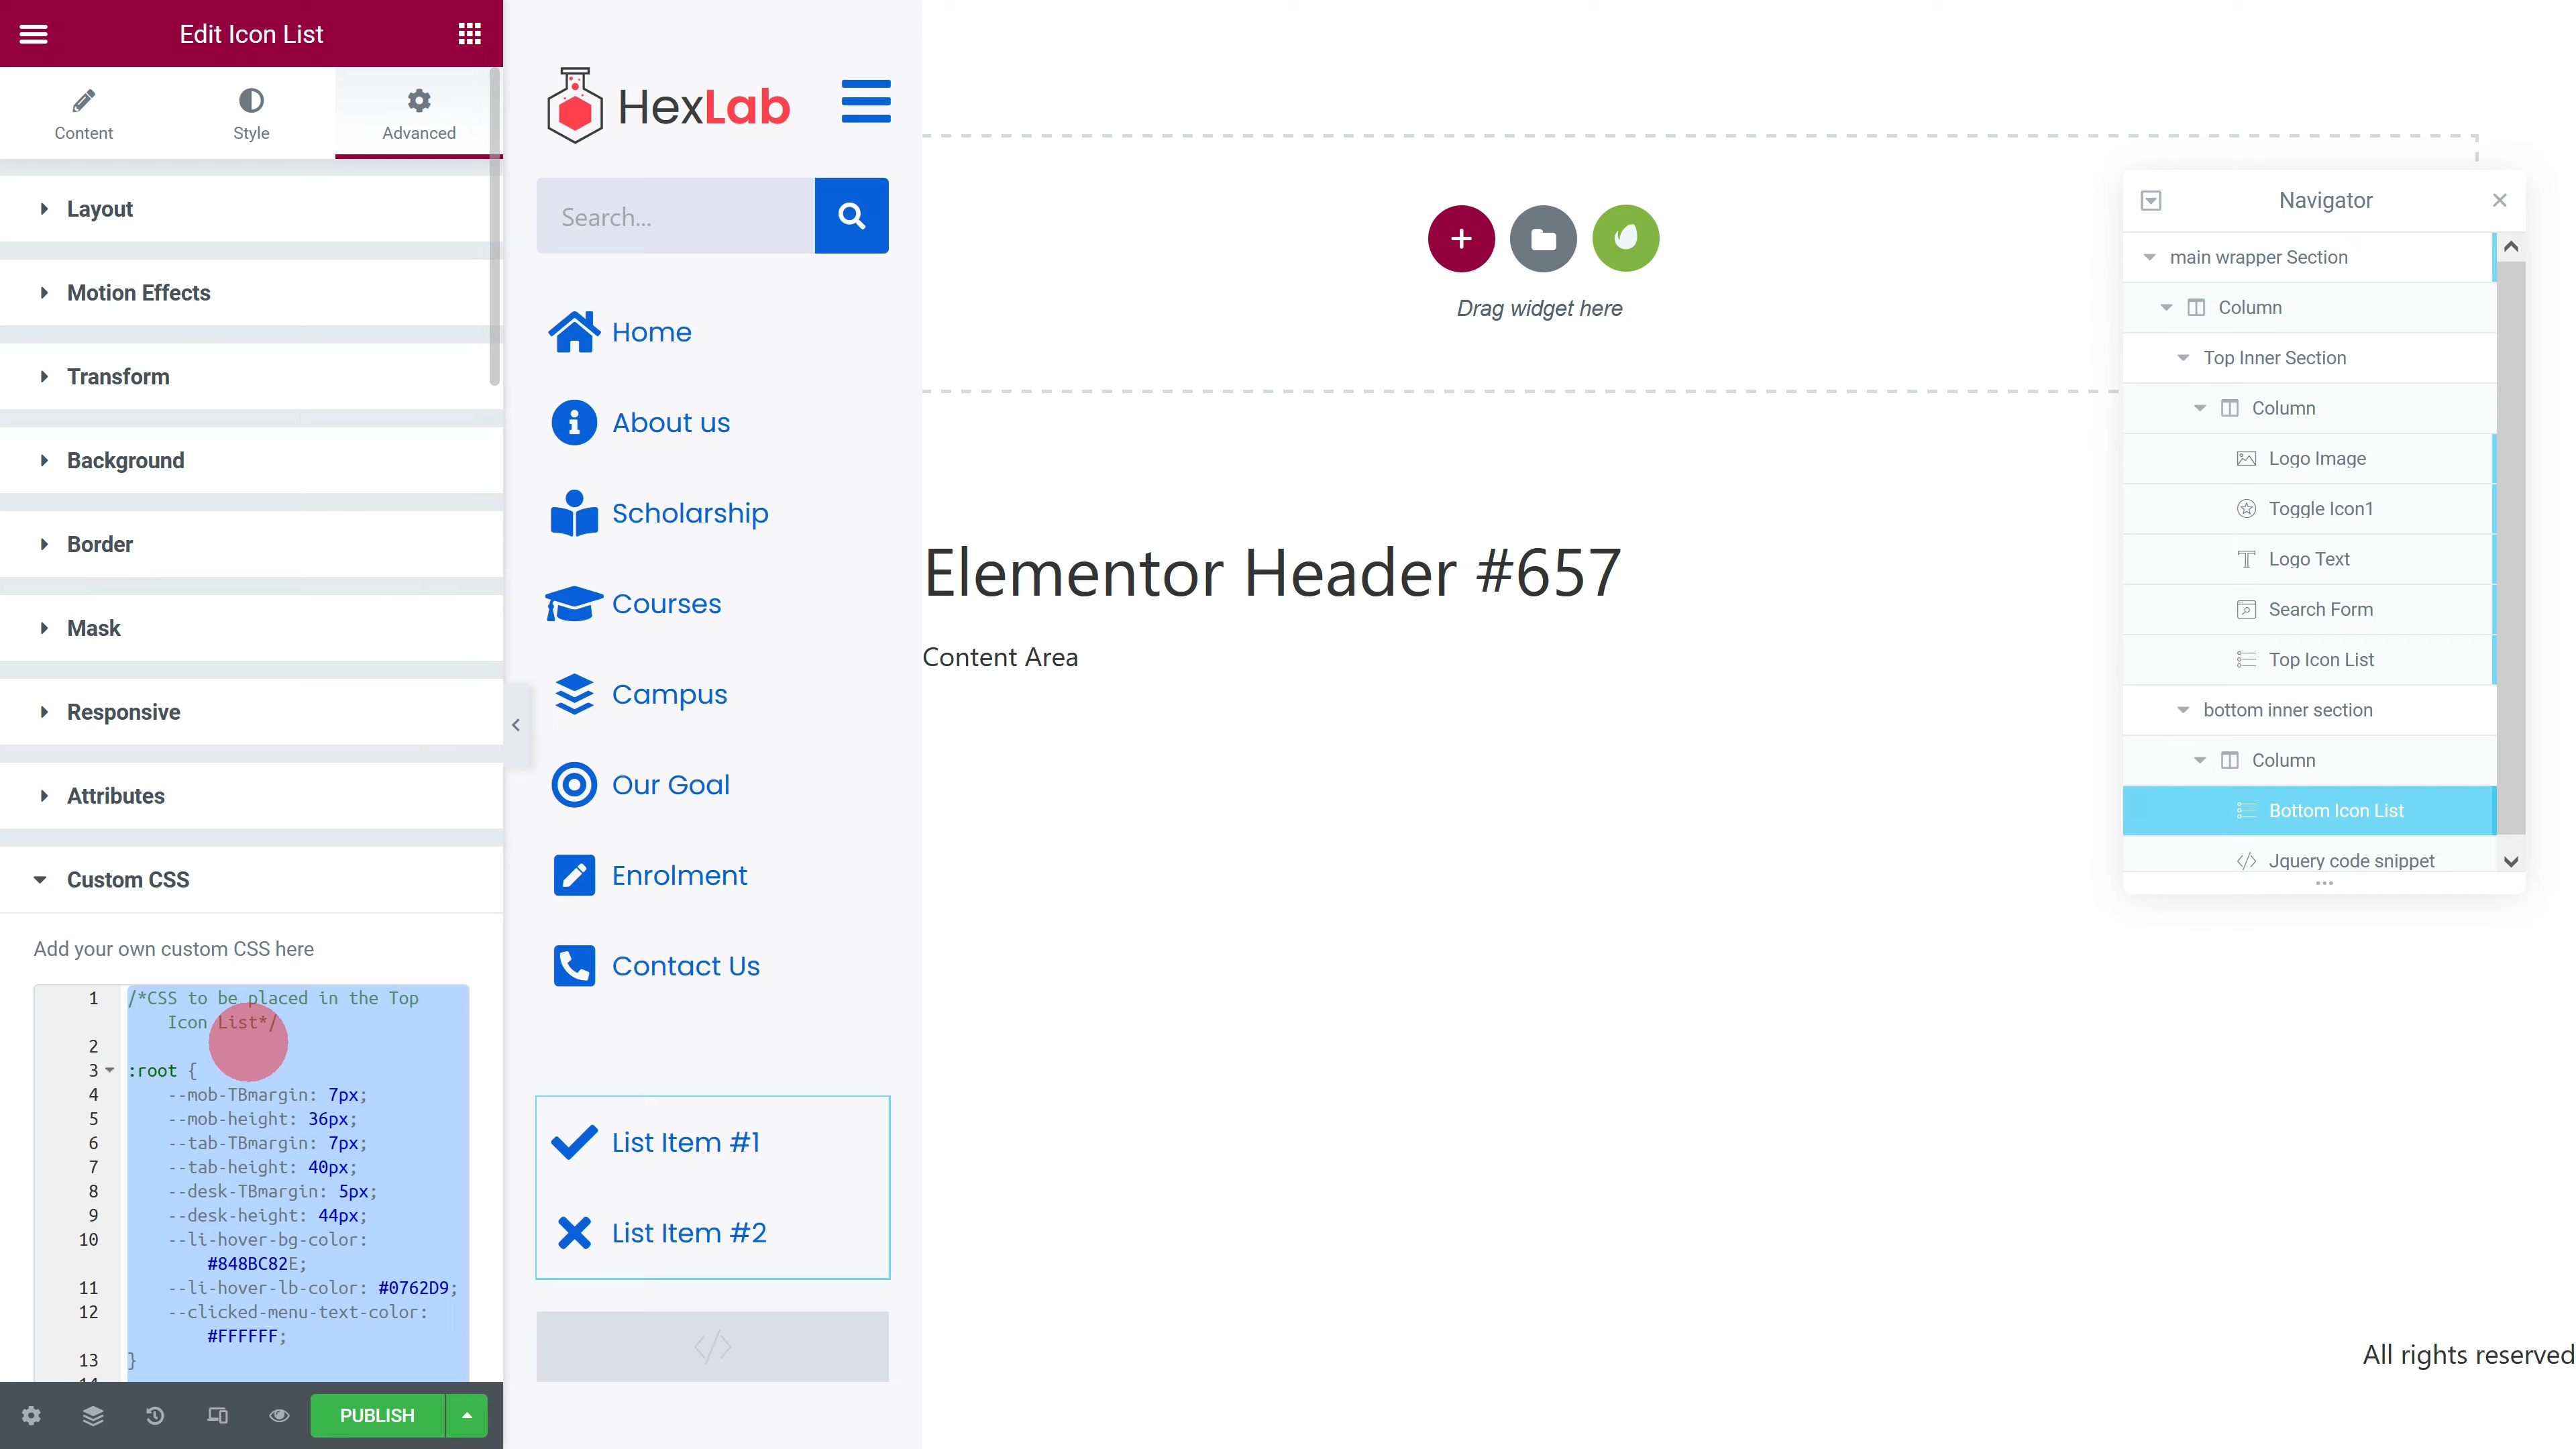 Edit Icon List
Content
Style
Advanced
Layout
Motion Effects
Transform
Background
Border
Mask
Responsive
Attributes
Custom CSS
Add your own custom CSS here
1 /*CSS to be placed in the Top
Icon List*/
2
3 :root {
4 --mob-TBmargin: 7px;
5 --mob-height: 36px;
6 --tab-TBmargin: 7px;
7 --tab-height: 40px;
8 --desk-TBmargin: 5px;
9 --desk-height: 44px;
10 --li-hover-bg-color:
#848BC82E;
11 --li-hover-lb-color: #0762D9;
12 --clicked-menu-text-color:
#FFFFFF;
13 }
PUBLISH
HexLab
Search...
Home
About us
Scholarship
Courses
Campus
Our Goal
Enrolment
Contact Us
List Item #1
List Item #2
</>
Drag widget here
Elementor Header #657
Content Area
All rights reserved
Navigator
main wrapper Section
Column
Top Inner Section
Column
Logo Image
Toggle Icon1
Logo Text
Search Form
Top Icon List
bottom inner section
Column
Bottom Icon List
Jquery code snippet